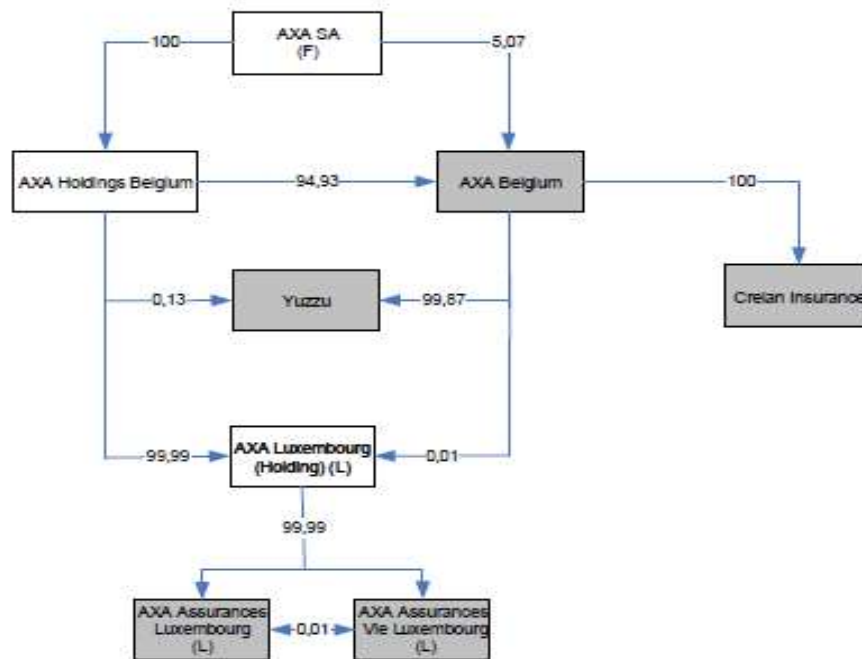 AXA SA
(F)
100
5,07
AXA Holdings Belgium
94,93
AXA Belgium
100
0,13
Yuzzu
99,87
Crelan Insurance
99,99
AXA Luxembourg
(Holding) (L)
0,01
99,99
AXA Assurances
Luxembourg
(L)
0,01
AXA Assurances
Vie Luxembourg
(L)